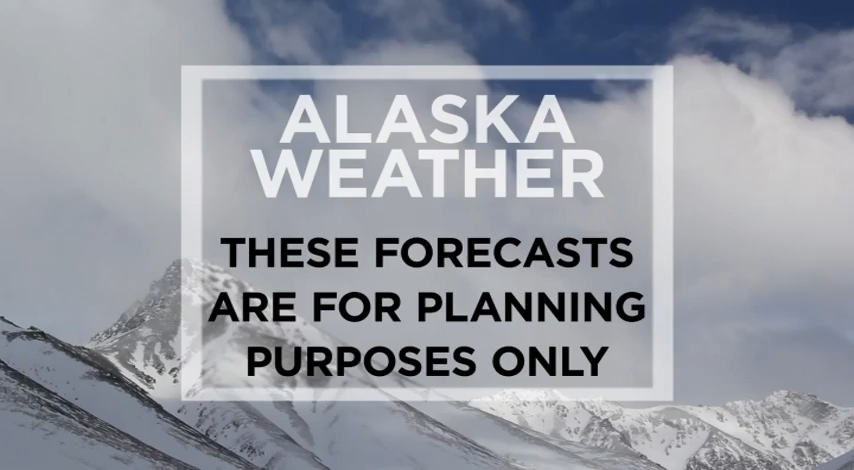 ALASKA
WEATHER
THESE FORECASTS
ARE FOR PLANNING
PURPOSES ONLY